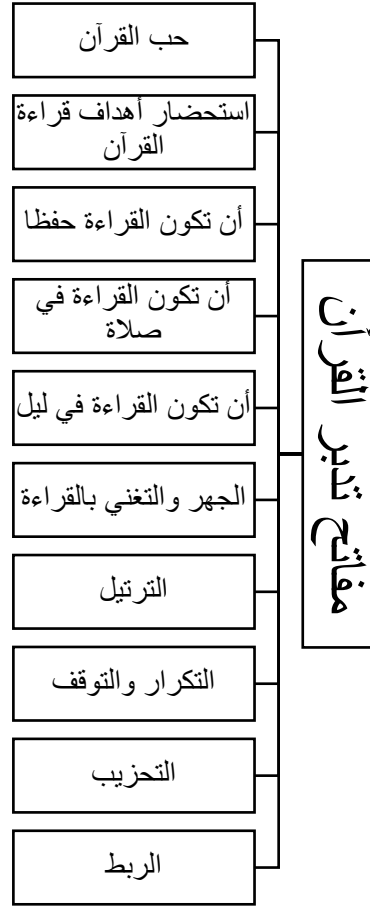 مفاتح تدبر القرآن
حب القرآن
استحضار أهداف قراءة
القرآن
أن تكون القراءة حفظا
أن تكون القراءة في
صلاة
أن تكون القراءة في ليل
الجهر والتغني بالقراءة
الترتيل
التكرار والتوقف
التحزيب
الربط